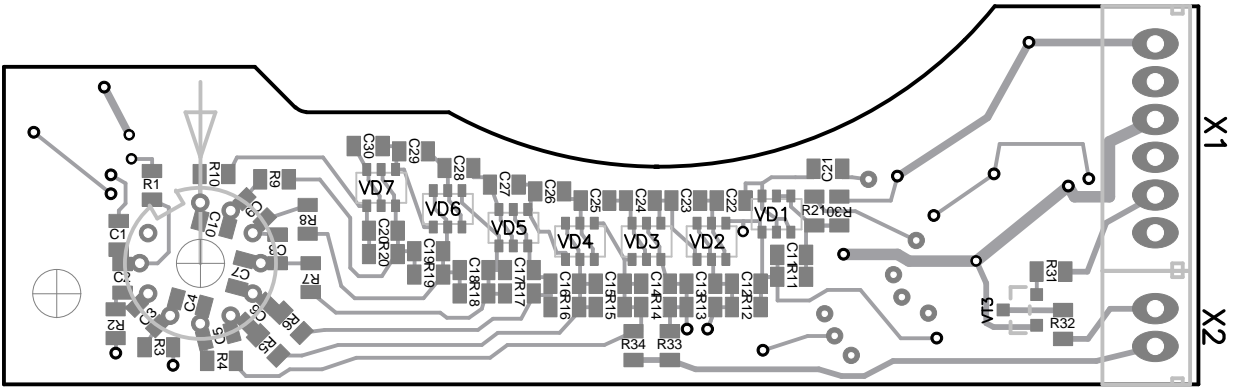 X1
X2
C30
C29
C28
C27
C26
C25
C24
C23
C22
C21
VD7
VD6
VD5
VD4
VD3
VD2
VD1
R21
R30
R1
R10
R9
R8
C1
C10
C9
C8
C7
C6
C5
C4
C3
C2
R7
R6
R5
R4
R3
R2
C20
R20
C19
R19
C18
R18
C17
R17
C16
R16
C15
R15
C14
R14
C13
R13
C12
R12
C11
R11
R34
R33
R31
R32
VT3